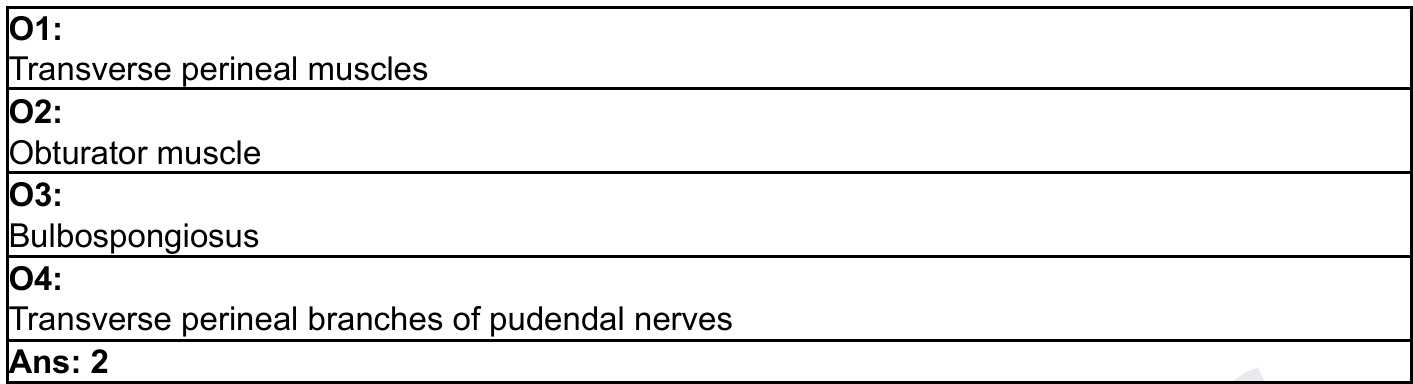 O1:
Transverse perineal muscles
O2:
Obturator muscle
O3:
Bulbospongiosus
O4:
Transverse perineal branches of pudendal nerves
Ans: 2